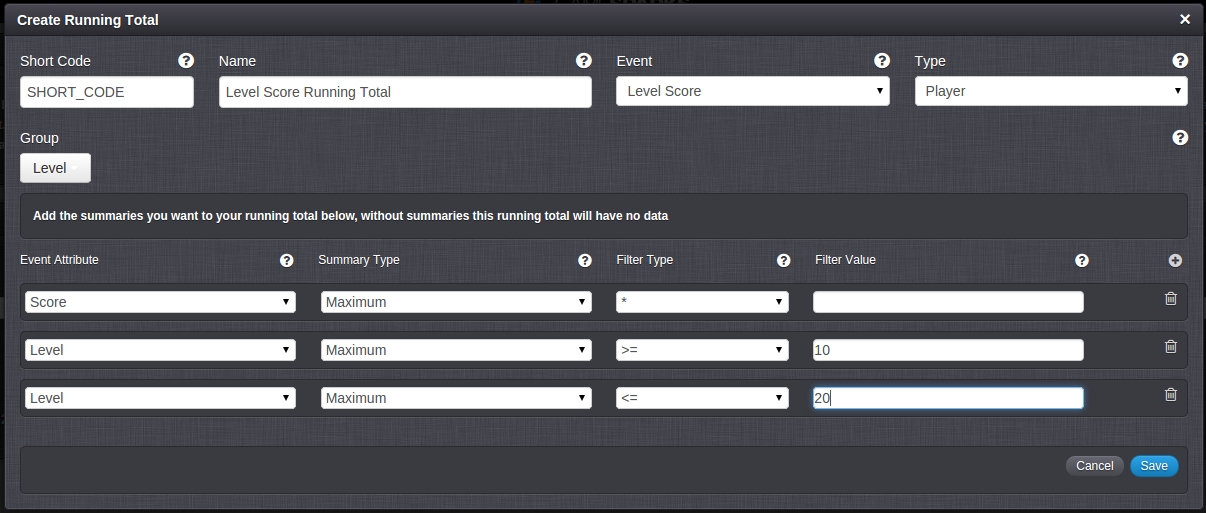 Create Running Total ×
Short Code ? Name ? Event ? Type ?
SHORT_CODE Level Score Running Total Level Score Player
Group ?
Level
Add the summaries you want to your running total below, without summaries this running total will have no data
Event Attribute ? Summary Type ? Filter Type ? Filter Value ? +
Score Maximum *
Level Maximum >= 10
Level Maximum <= 20
Cancel Save